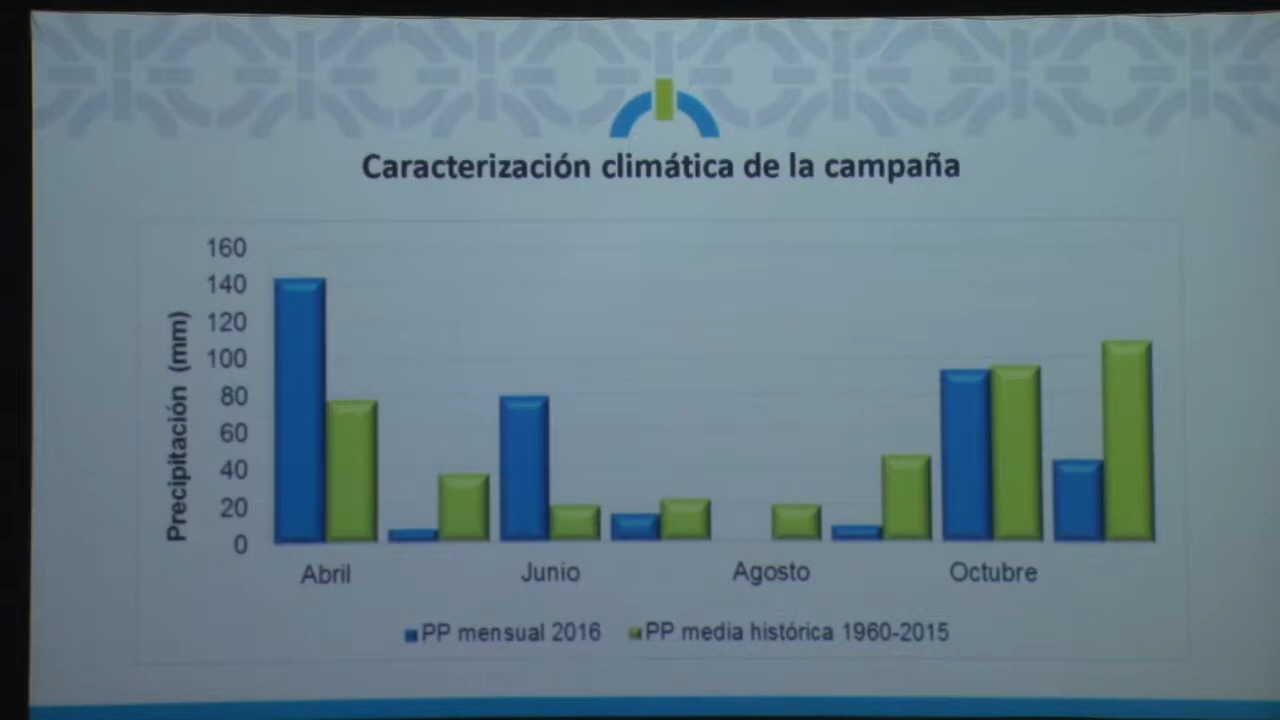 Caracterización climática de la campaña
Precipitación (mm)
160
140
120
100
80
60
40
20
0
Abril
Junio
Agosto
Octubre
PP mensual 2016
PP media histórica 1960-2015